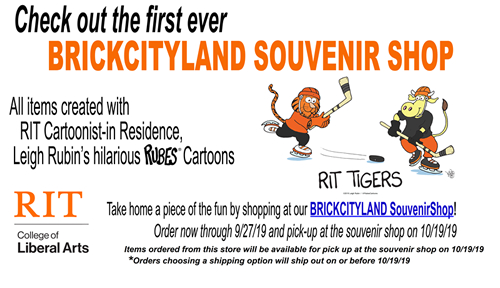 Check out the first ever
BRICKCITYLAND SOUVENIR SHOP
All items created with
RIT Cartoonist-in Residence,
Leigh Rubin's hilarious RUBES® Cartoons
RIT TIGERS
RIT
College of
Liberal Arts
Take home a piece of the fun by shopping at our BRICKCITYLAND SouvenirShop!
Order now through 9/27/19 and pick-up at the souvenir shop on 10/19/19
Items ordered from this store will be available for pick up at the souvenir shop on 10/19/19
*Orders choosing a shipping option will ship out on or before 10/19/19